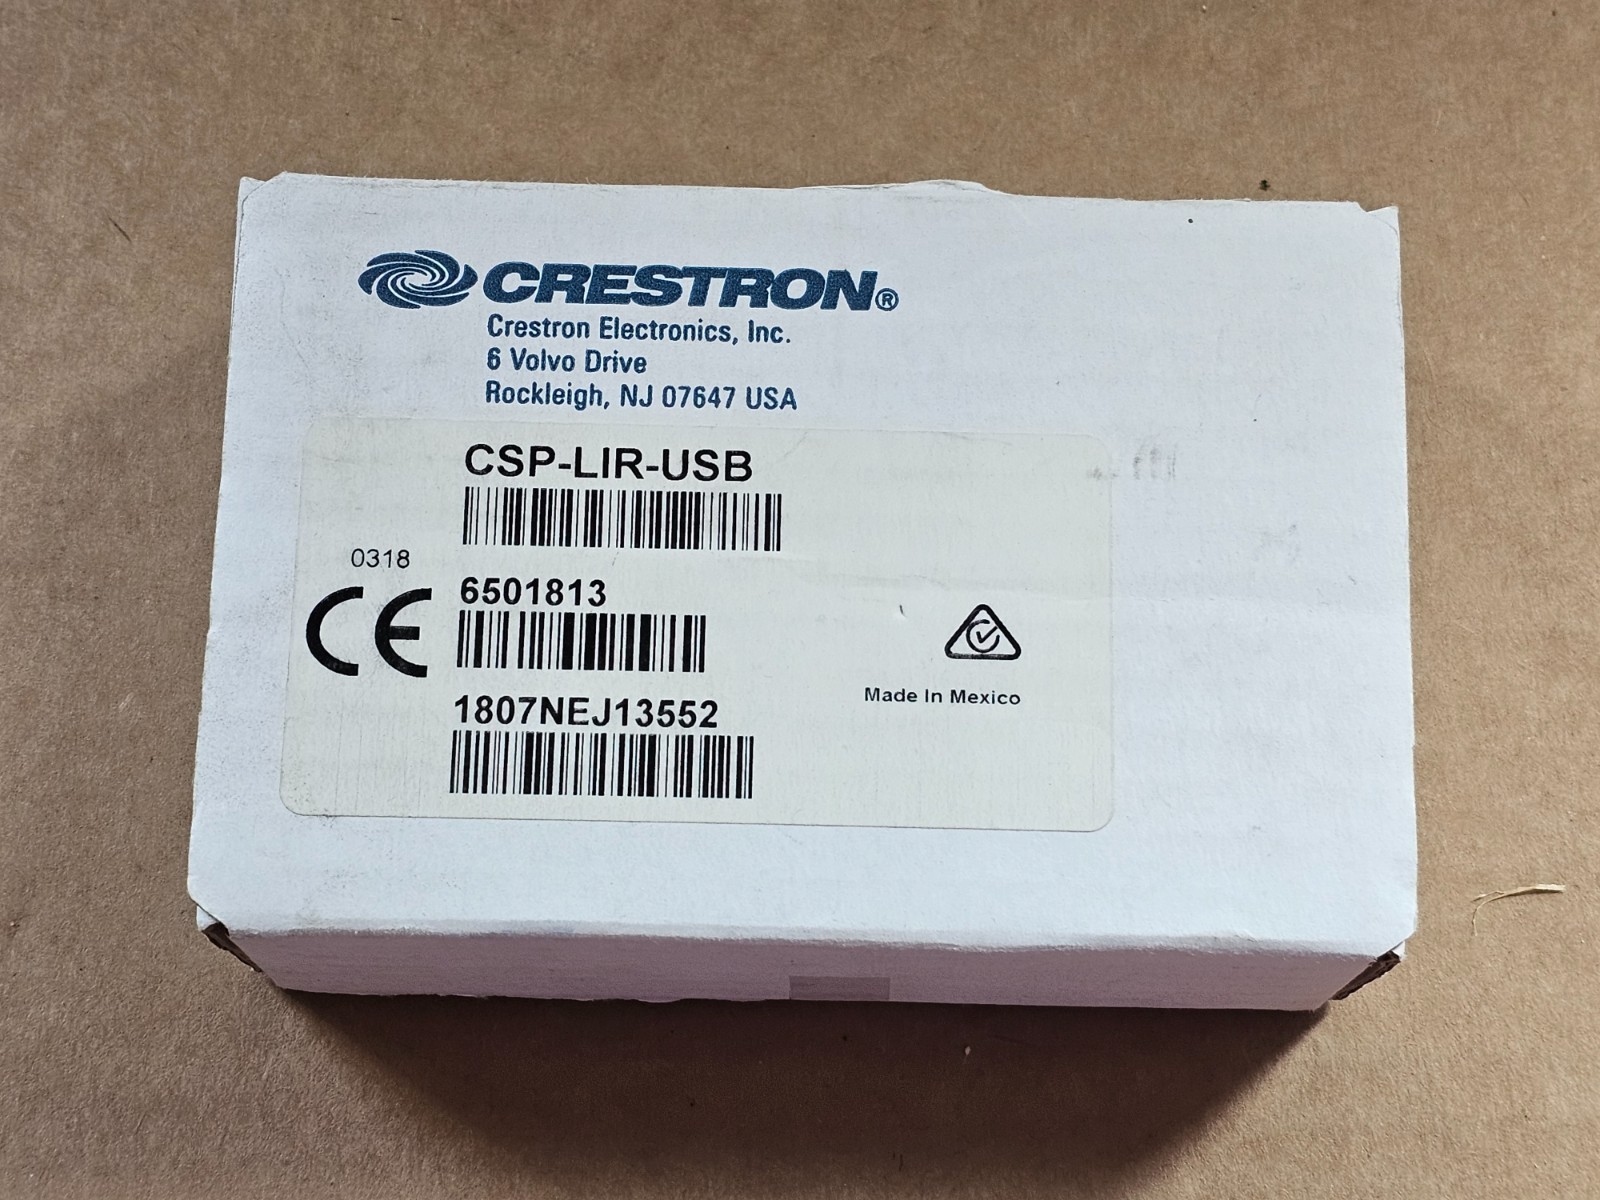 CRESTRON®
Crestron Electronics, Inc.
6 Volvo Drive
Rockleigh, NJ 07647 USA
CSP-LIR-USB
0318
CE
6501813
1807NEJ13552
Made In Mexico